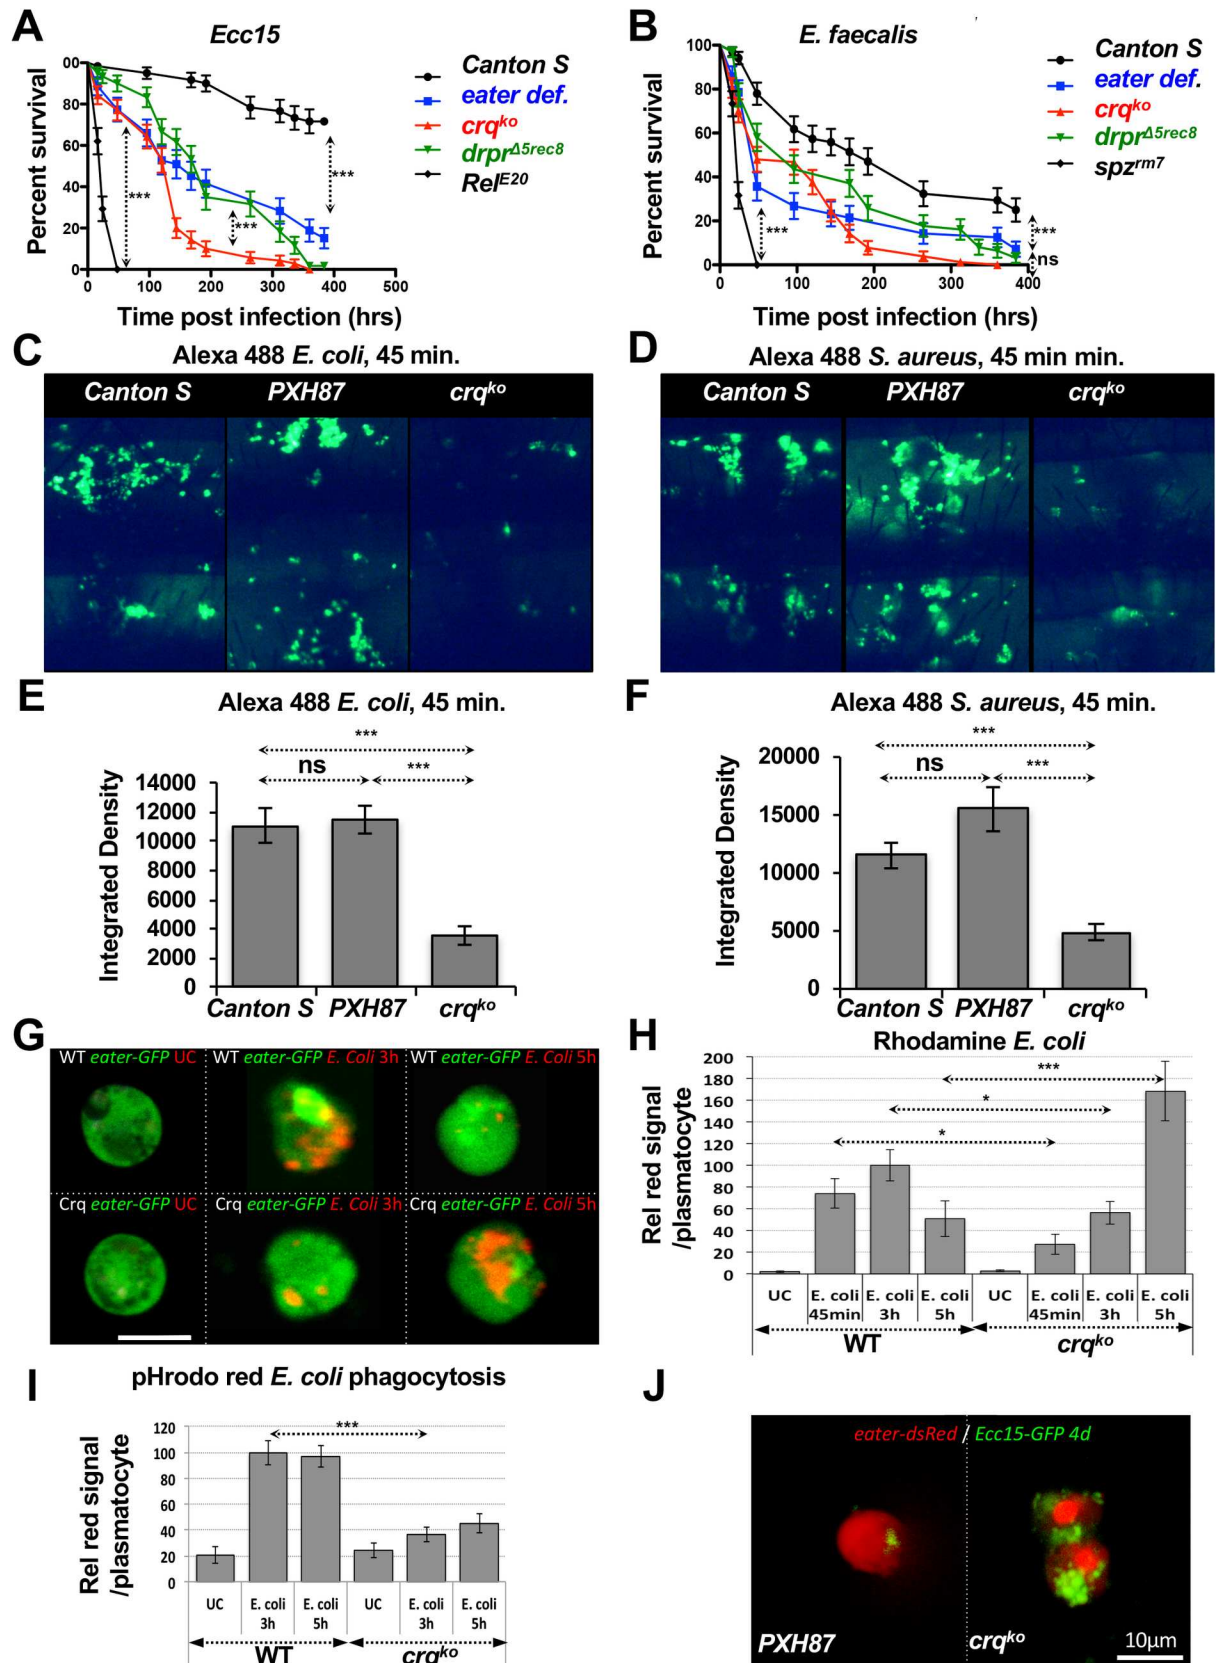 A
Ecc15
Percent survival
00
80
60
40
20
0
0 100 200 300 400 500
Time post infection (hrs)
***
***
***
Canton S
eater def.
crqko
drprΔ5rec8
RelE20
B
E. faecalis
Percent survival
100
80
60
40
20
0
0 100 200 300 400
Time post infection (hrs)
***
***
ns
Canton S
eater def.
crqko
drprΔ5rec8
spzrm7
C
Alexa 488 E. coli, 45 min.
Canton S PXH87 crqko
D
Alexa 488 S. aureus, 45 min min.
Canton S PXH87 crqko
E
Alexa 488 E. coli, 45 min.
***
ns ***
Integrated Density
14000
12000
10000
8000
6000
4000
2000
0
Canton S PXH87 crqko
F
Alexa 488 S. aureus, 45 min.
***
ns ***
Integrated Density
20000
15000
10000
5000
0
Canton S PXH87 crqko
G
WT eater-GFP UC
WT eater-GFP E. Coli 3h
WT eater-GFP E. Coli 5h
Crq eater-GFP UC
Crq eater-GFP E. Coli 3h
Crq eater-GFP E. Coli 5h
H
Rhodamine E. coli
Rel red signal
/plasmatocyte
200
180
160
140
120
100
80
60
40
20
0
***
*
*
UC E. coli E. coli E. coli UC E. coli E. coli E. coli
45min 3h 5h 45min 3h 5h
WT crqko
I
pHrodo red E. coli phagocytosis
Rel red signal
/plasmatocyte
120
100
80
60
40
20
0
***
UC E. coli E. coli UC E. coli E. coli
3h 5h 3h 5h
WT crqko
J
eater-dsRed / Ecc15-GFP 4d
PXH87 crqko
10µm